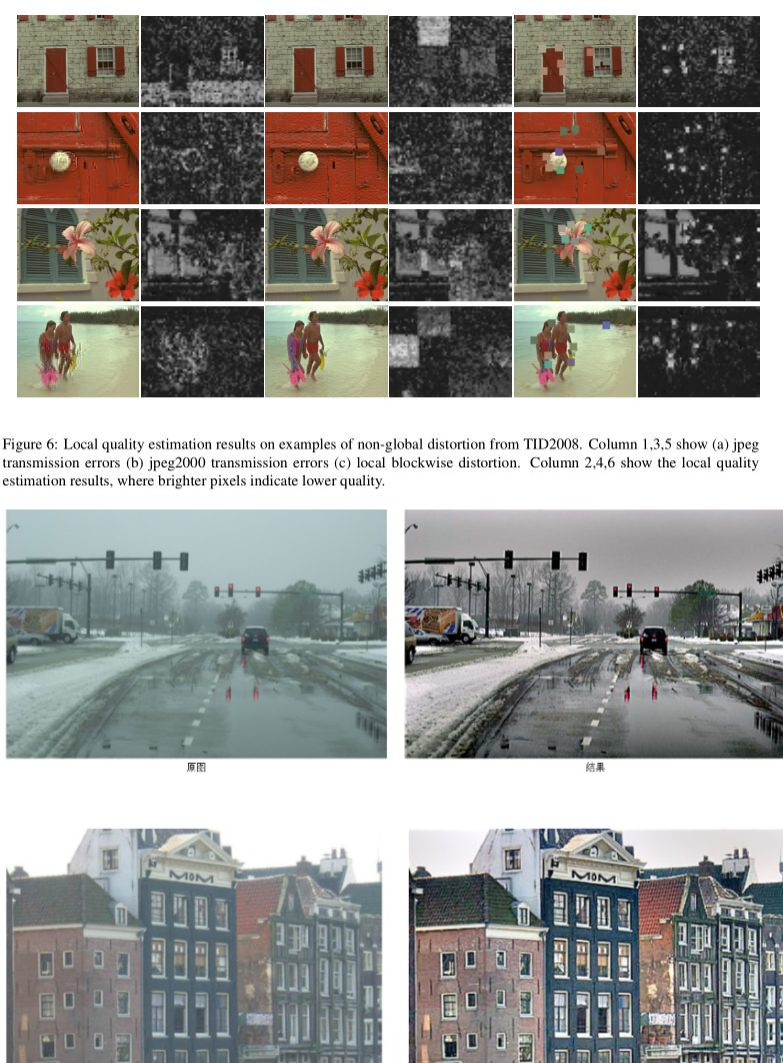 Figure 6: Local quality estimation results on examples of non-global distortion from TID2008. Column 1,3,5 show (a) jpeg
transmission errors (b) jpeg2000 transmission errors (c) local blockwise distortion. Column 2,4,6 show the local quality
estimation results, where brighter pixels indicate lower quality.
原图
结果
MOM
MOM